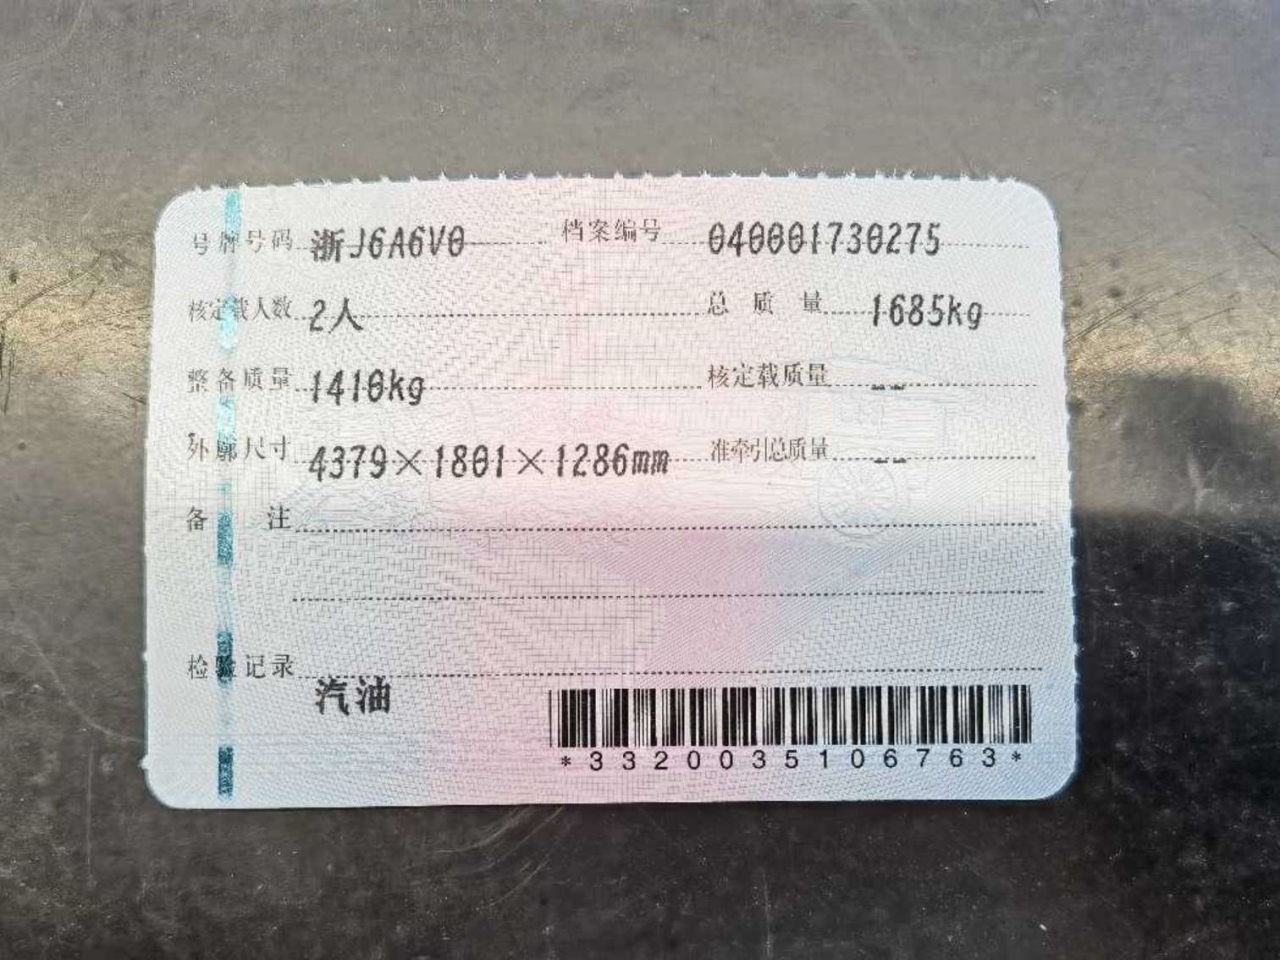 号牌号码 浙J6A6V0 档案编号 040001730275
核定载人数 2人 总质量 1685kg
整备质量 1410kg 核定载质量 --
外廓尺寸 4379×1801×1286mm 准牵引总质量 --
备注
检验记录
汽油
*3320035106763*